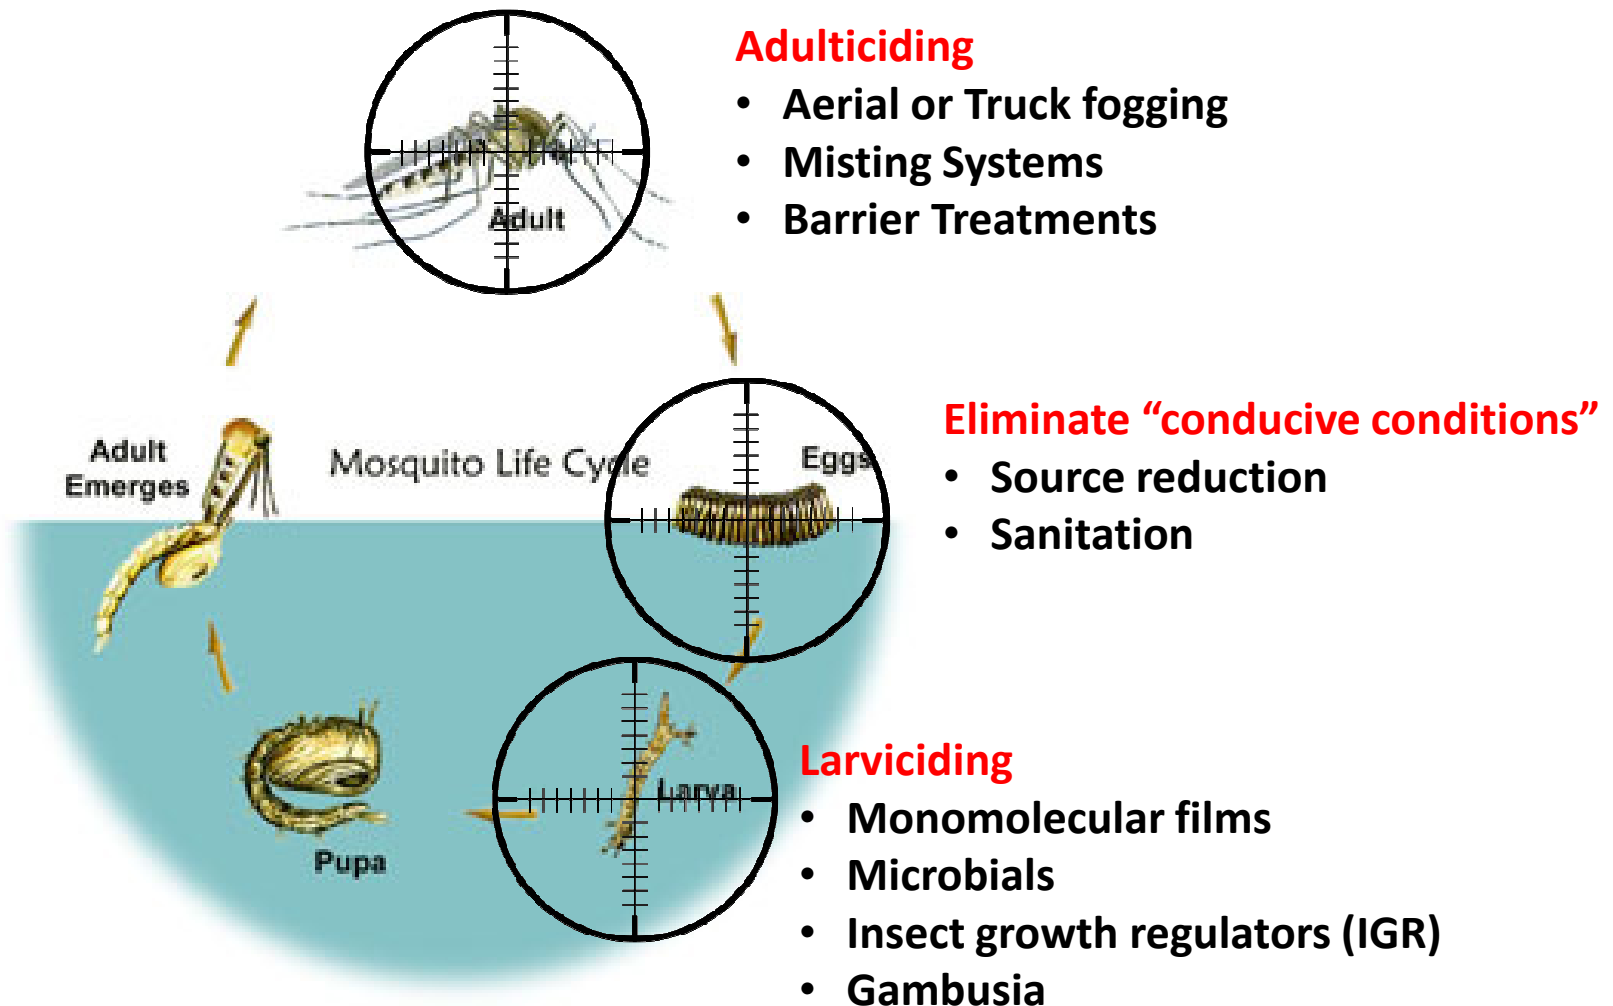 Adulticiding
• Aerial or Truck fogging
• Misting Systems
• Barrier Treatments
Adult
Adult
Emerges
Mosquito Life Cycle
Eggs
Eliminate “conducive conditions”
• Source reduction
• Sanitation
Larva
Pupa
Larviciding
• Monomolecular films
• Microbials
• Insect growth regulators (IGR)
• Gambusia